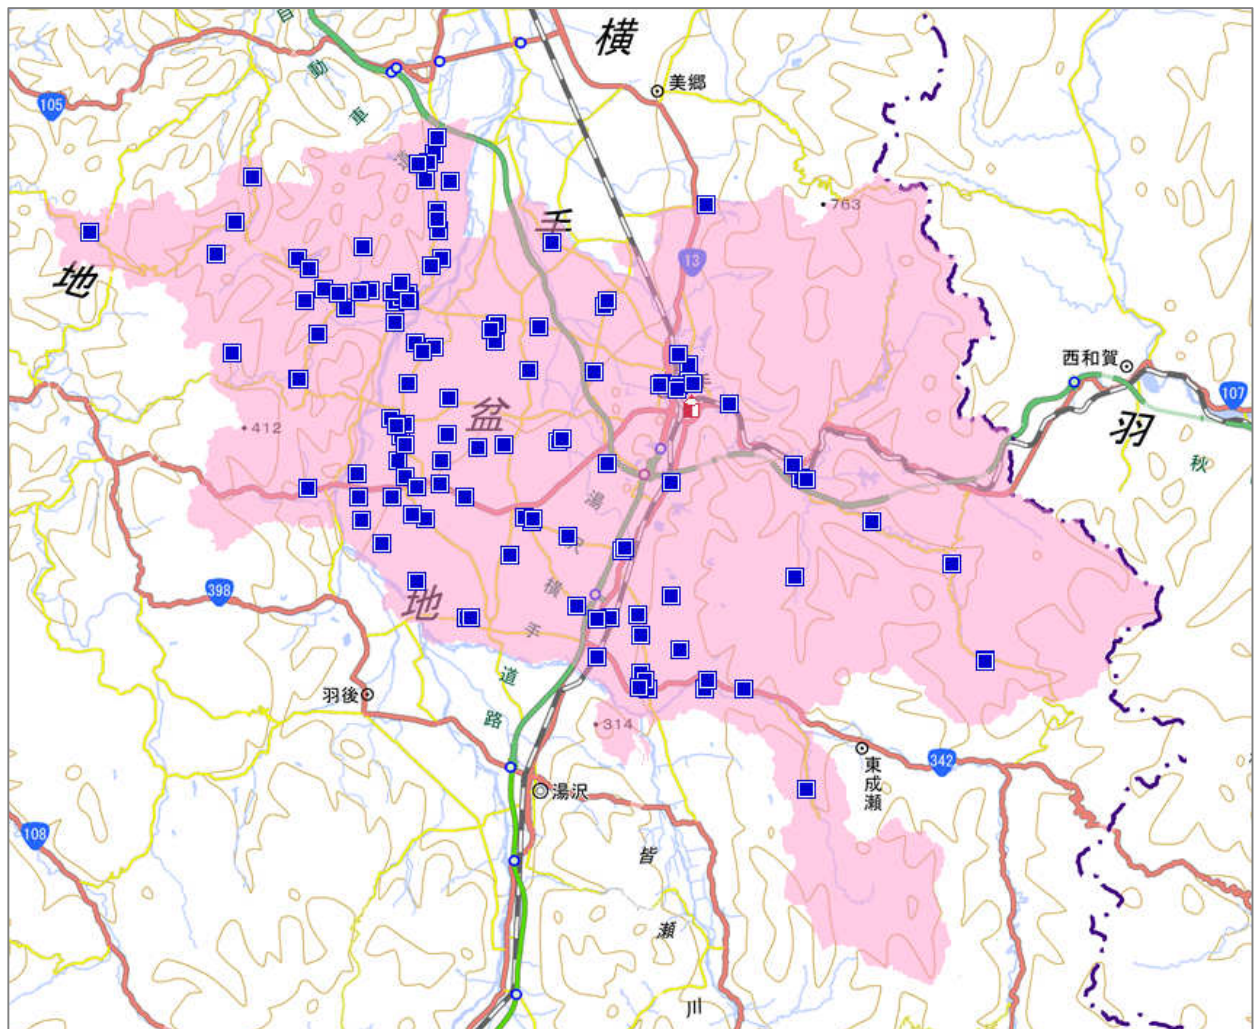 横
自
動
車
105
美郷
手
763
13
地
西和賀
107
羽
秋
盆
412
湯
沢
横
手
道
路
398
地
羽後
314
東成瀬
342
湯沢
108
皆
瀬
川